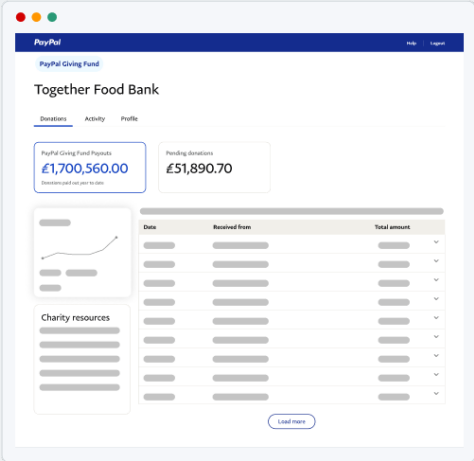 PayPal
Help Logout
PayPal Giving Fund
Together Food Bank
Donations Activity Profile
PayPal Giving Fund Payouts
£1,700,560.00
Donations paid out year to date
Pending donations
£51,890.70
Date Received from Total amount
Charity resources
Load more